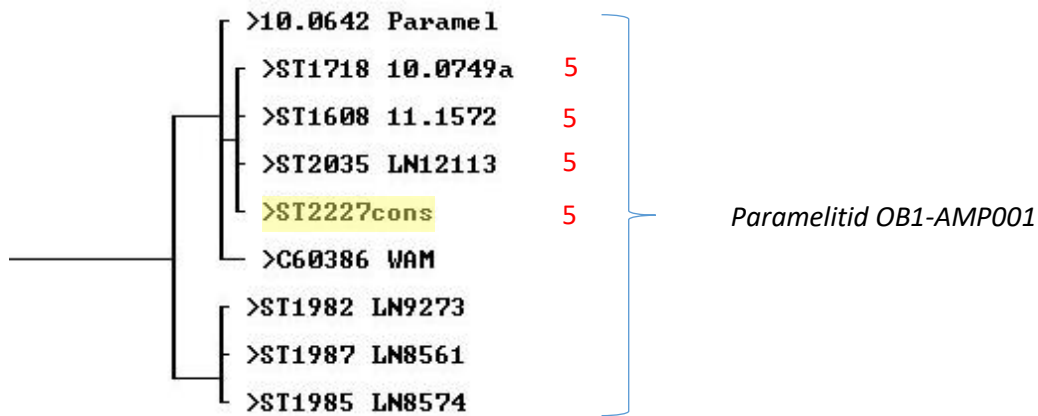 >10.0642 Paramel
>ST1718 10.0749a 5
>ST1608 11.1572 5
>ST2035 LN12113 5
>ST2227cons 5
Paramelitid OB1-AMP001
>C60386 WAM
>ST1982 LN9273
>ST1987 LN8561
>ST1985 LN8574